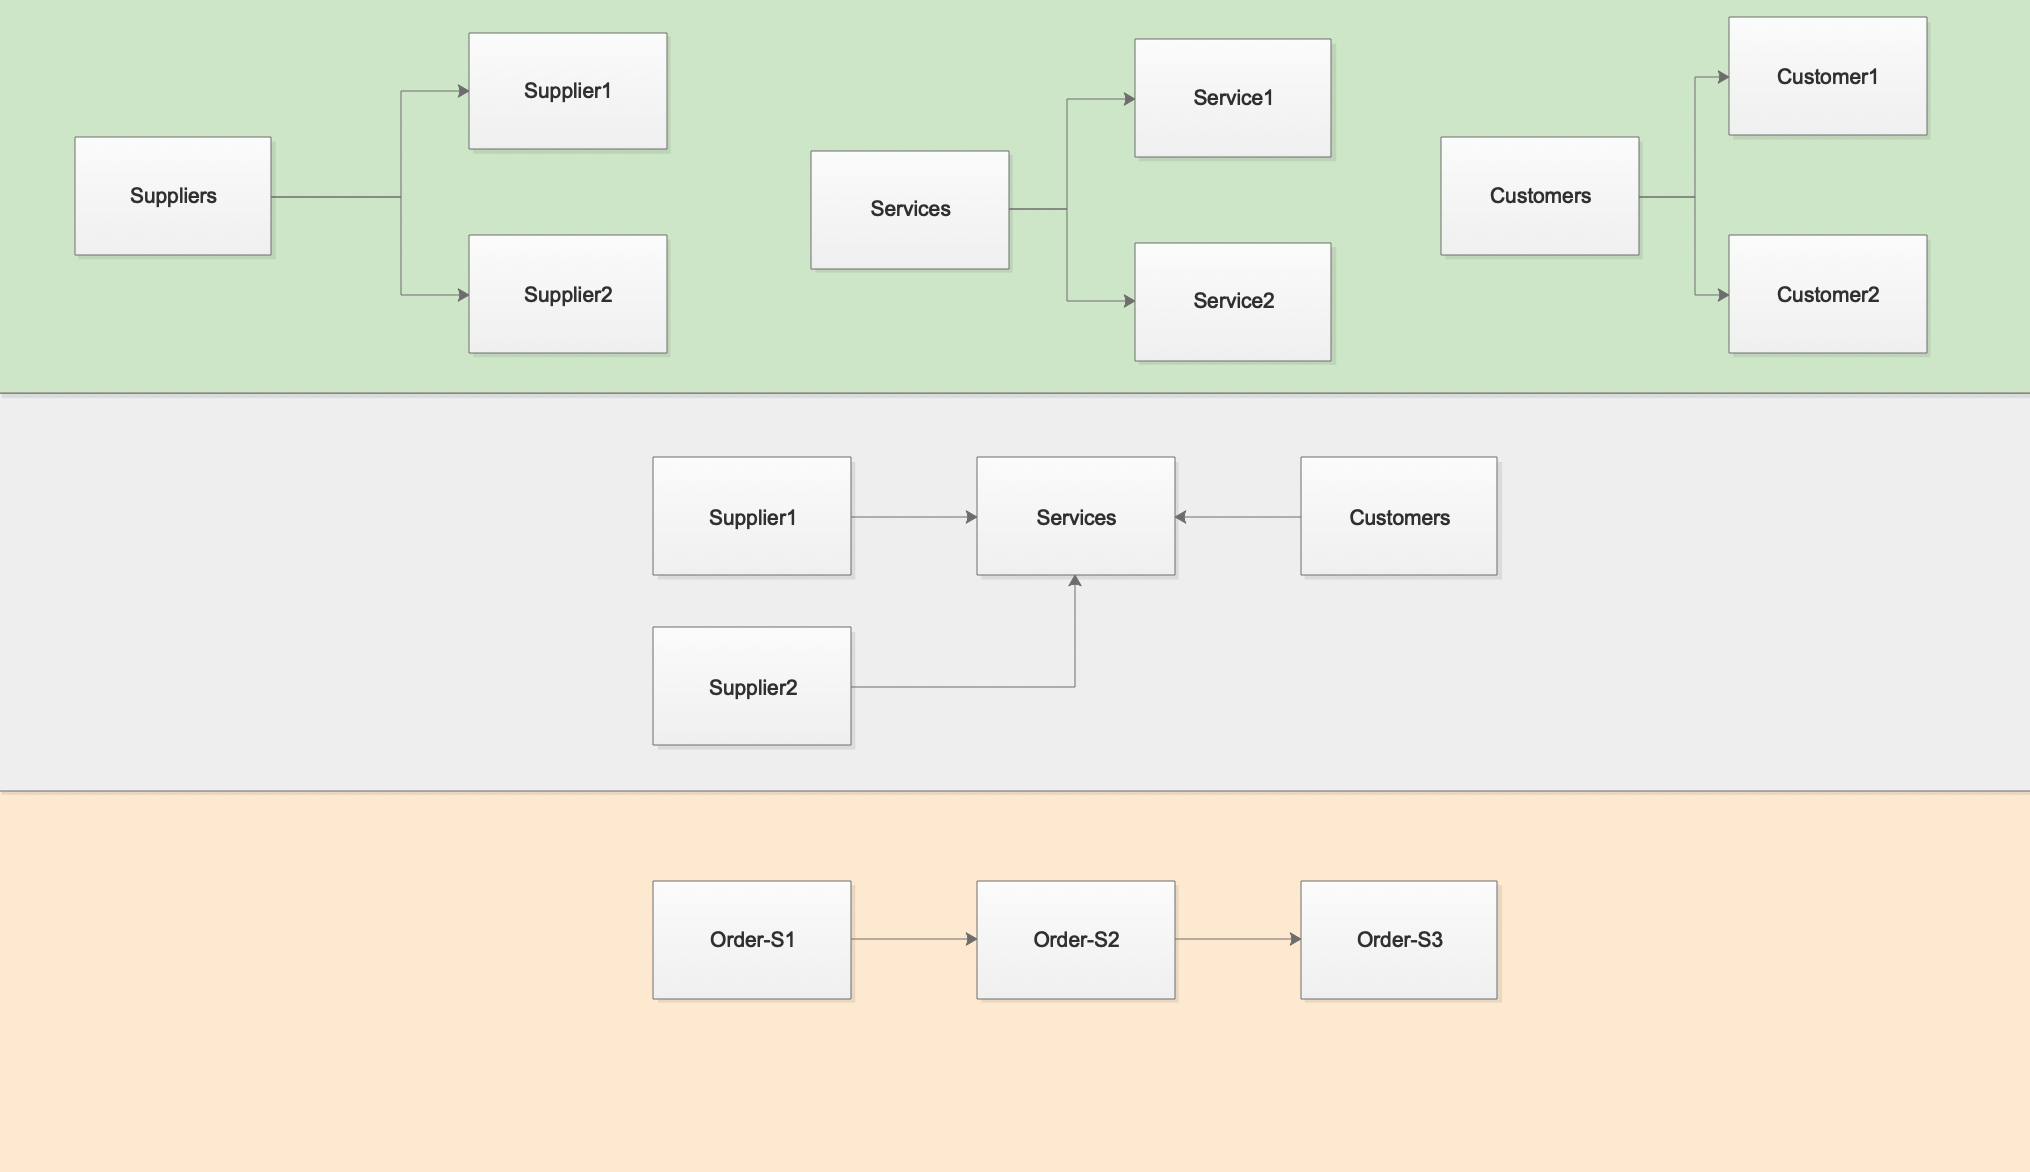 Suppliers
Supplier1
Supplier2
Services
Service1
Service2
Customers
Customer1
Customer2
Supplier1
Services
Customers
Supplier2
Order-S1
Order-S2
Order-S3